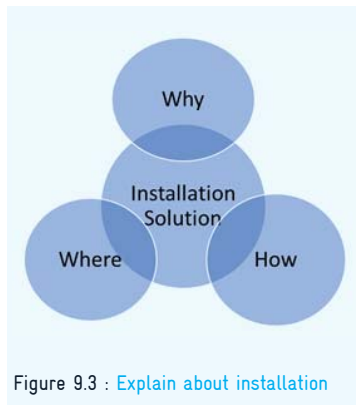 Why
Installation
Solution
Where
How
Figure 9.3 : Explain about installation